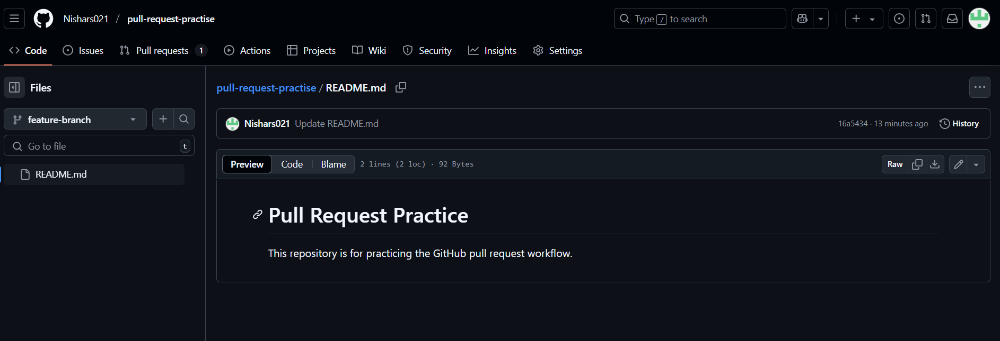 Nishars021 / pull-request-practise
Type / to search
Code
Issues
Pull requests 1
Actions
Projects
Wiki
Security
Insights
Settings
Files
feature-branch
Go to file t
README.md
pull-request-practise / README.md
Nishars021 Update README.md
16a5434 · 13 minutes ago
History
Preview
Code
Blame
2 lines (2 loc) · 92 Bytes
Raw
Pull Request Practice
This repository is for practicing the GitHub pull request workflow.